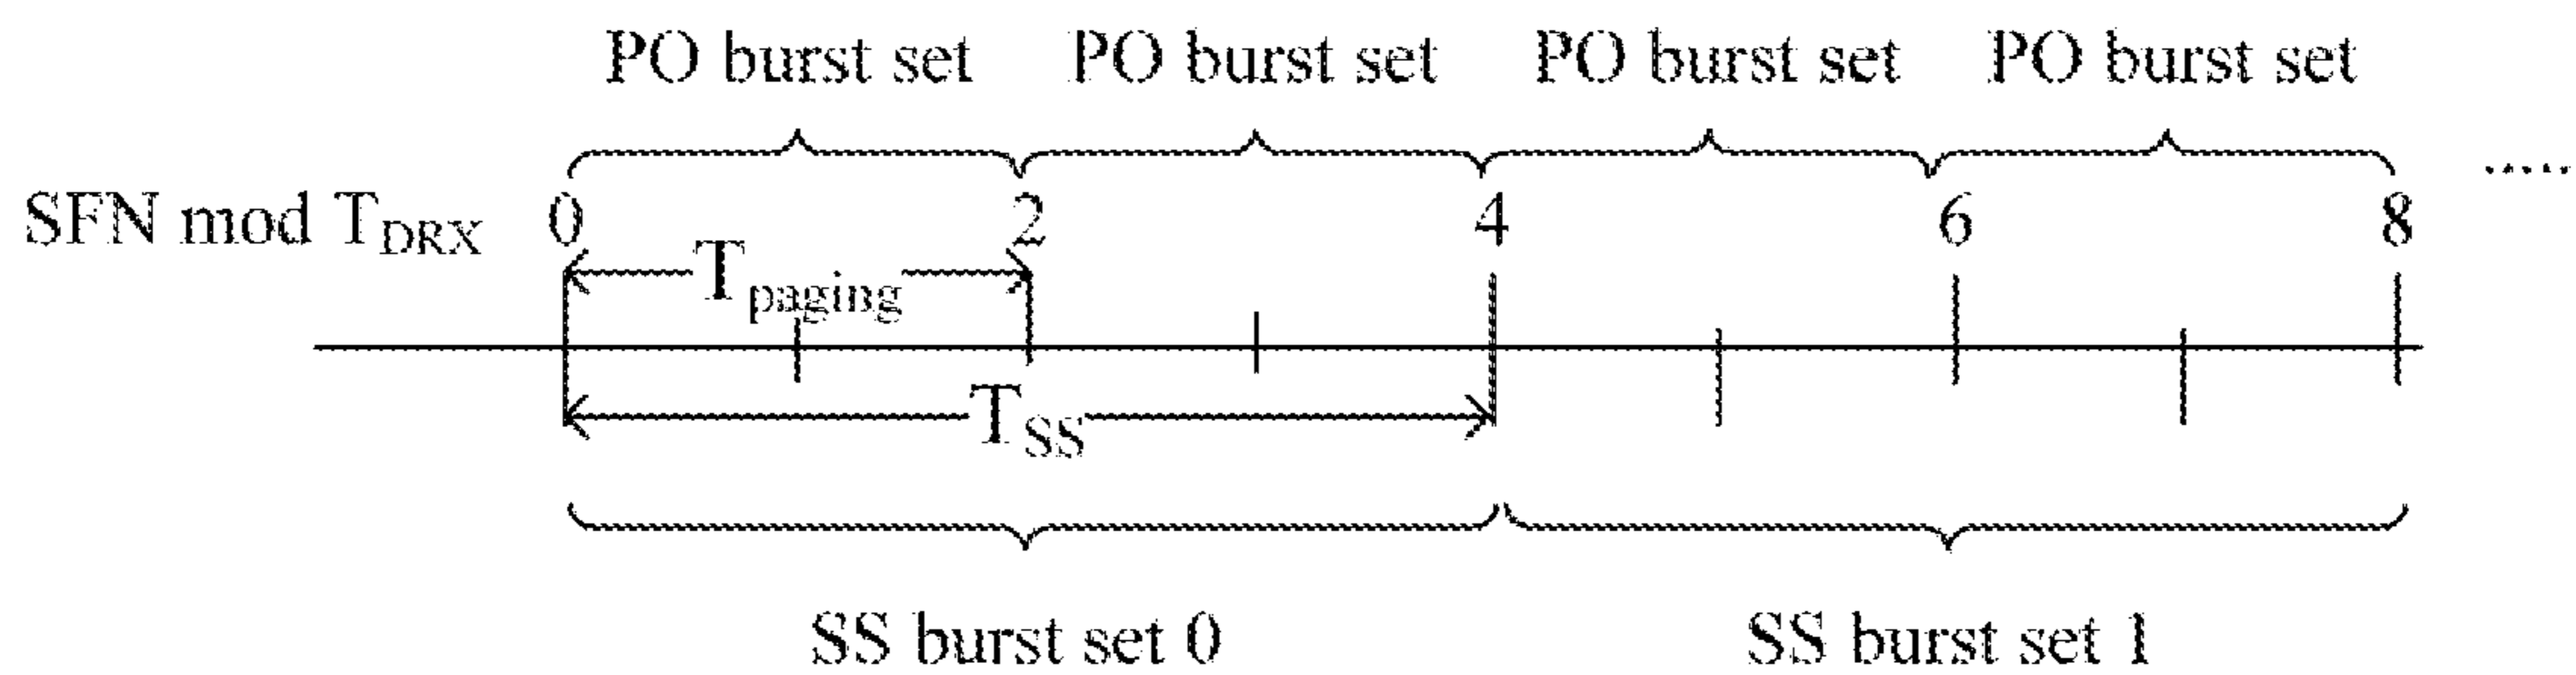 PO burst set PO burst set PO burst set PO burst set
SFN mod T_DRX 0 2 4 6 8 .....
T_paging
T_SS
SS burst set 0 SS burst set 1